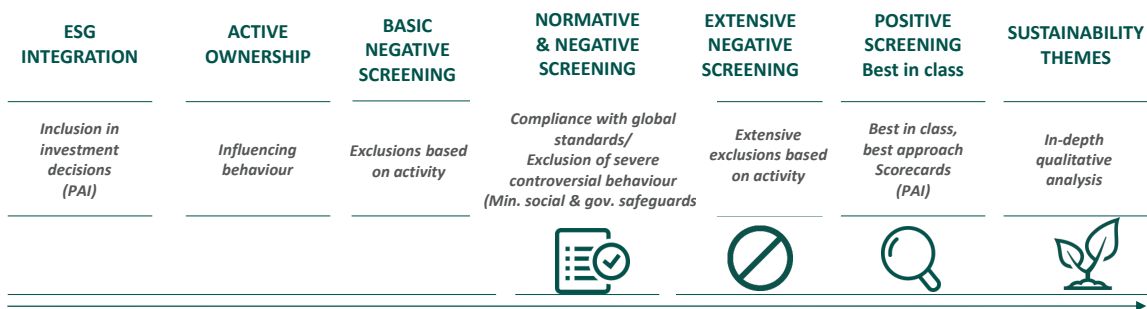 ESG
INTEGRATION
ACTIVE
OWNERSHIP
BASIC
NEGATIVE
SCREENING
NORMATIVE
& NEGATIVE
SCREENING
EXTENSIVE
NEGATIVE
SCREENING
POSITIVE
SCREENING
Best in class
SUSTAINABILITY
THEMES
Inclusion in
investment
decisions
(PAI)
Influencing
behaviour
Exclusions based
on activity
Compliance with global
standards/
Exclusion of severe
controversial behaviour
(Min. social & gov. safeguards
Extensive
exclusions based
on activity
Best in class,
best approach
Scorecards
(PAI)
In-depth
qualitative
analysis